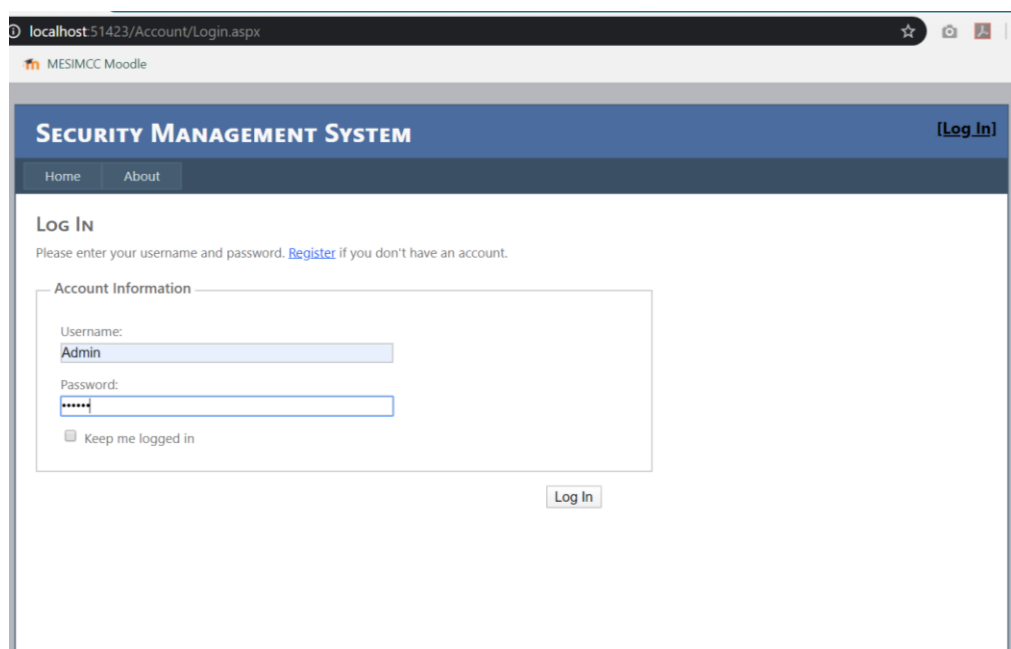 localhost:51423/Account/Login.aspx
MESIMCC Moodle
SECURITY MANAGEMENT SYSTEM
[Log In]
Home About
LOG IN
Please enter your username and password. Register if you don't have an account.
Account Information
Username:
Admin
Password:
••••••
Keep me logged in
Log In